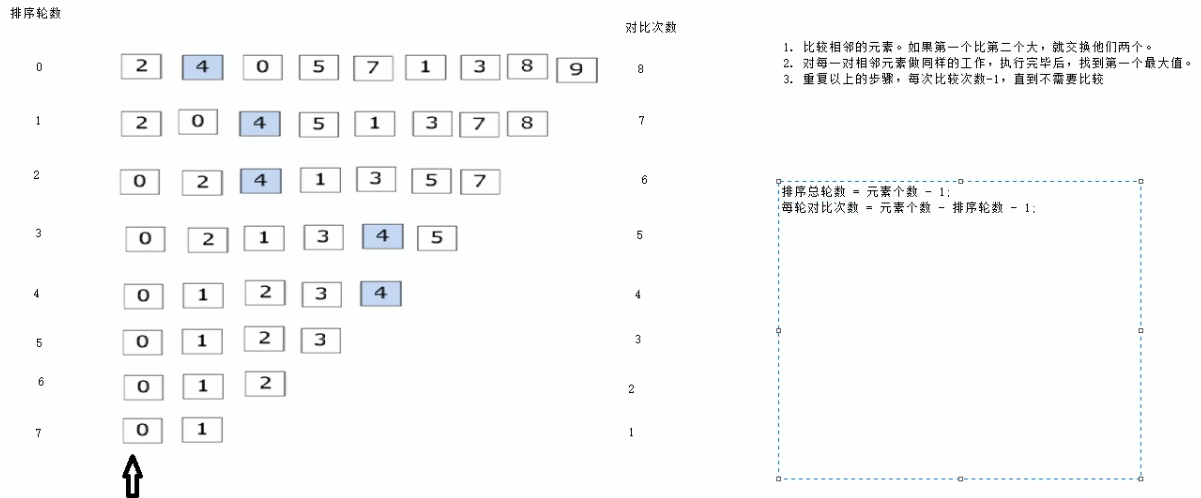 排序轮数
对比次数
1. 比较相邻的元素。如果第一个比第二个大，就交换他们两个。
2. 对每一对相邻元素做同样的工作，执行完毕后，找到第一个最大值。
3. 重复以上的步骤，每次比较次数-1，直到不需要比较
0 2 4 0 5 7 1 3 8 9 8
1 2 0 4 5 1 3 7 8 7
2 0 2 4 1 3 5 7 6
排序总轮数 = 元素个数 - 1;
每轮对比次数 = 元素个数 - 排序轮数 - 1;
3 0 2 1 3 4 5 5
4 0 1 2 3 4 4
5 0 1 2 3 3
6 0 1 2 2
7 0 1 1